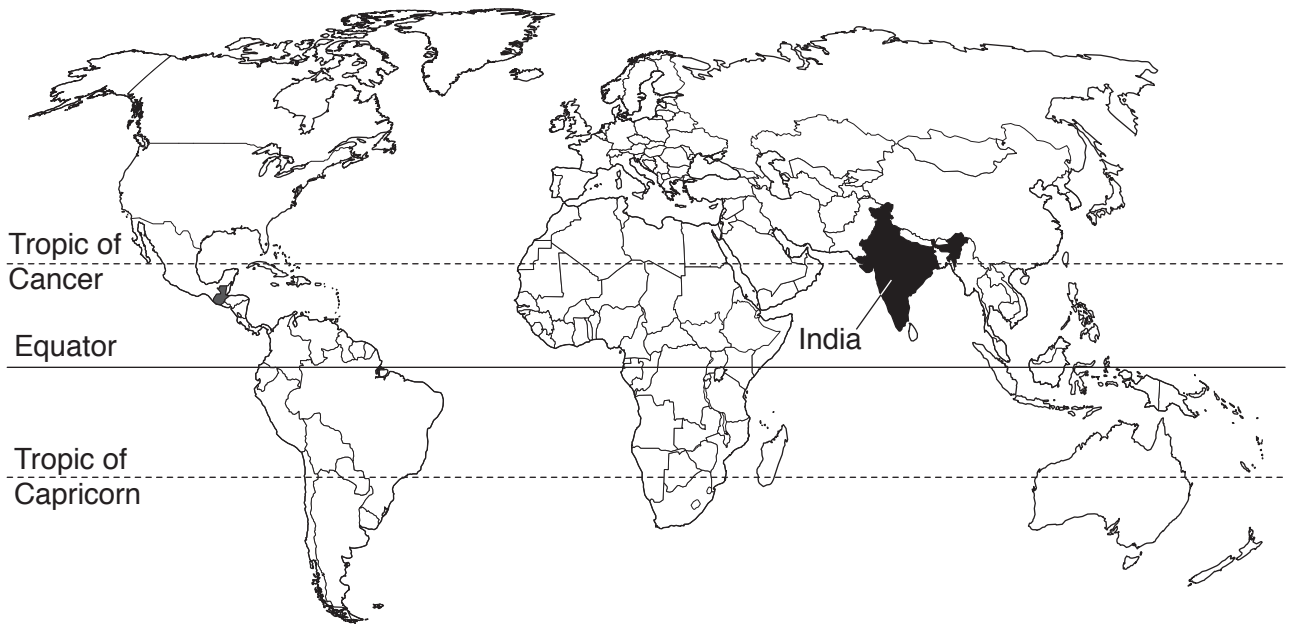 Tropic of
Cancer
Equator
India
Tropic of
Capricorn